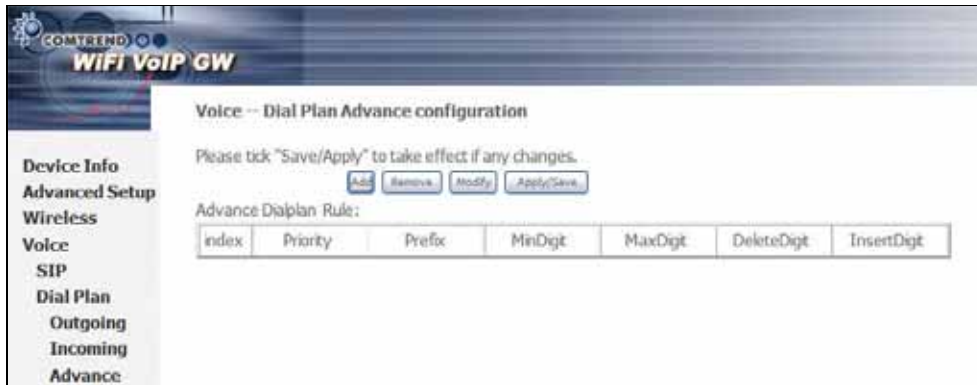 COMTREND
WiFi VoIP GW
Voice -- Dial Plan Advance configuration
Please tick "Save/Apply" to take effect if any changes.
Add Remove Modify Apply/Save
Advance Dialplan Rule:
index Priority Prefix MinDigit MaxDigit DeleteDigit InsertDigit
Device Info
Advanced Setup
Wireless
Voice
SIP
Dial Plan
Outgoing
Incoming
Advance